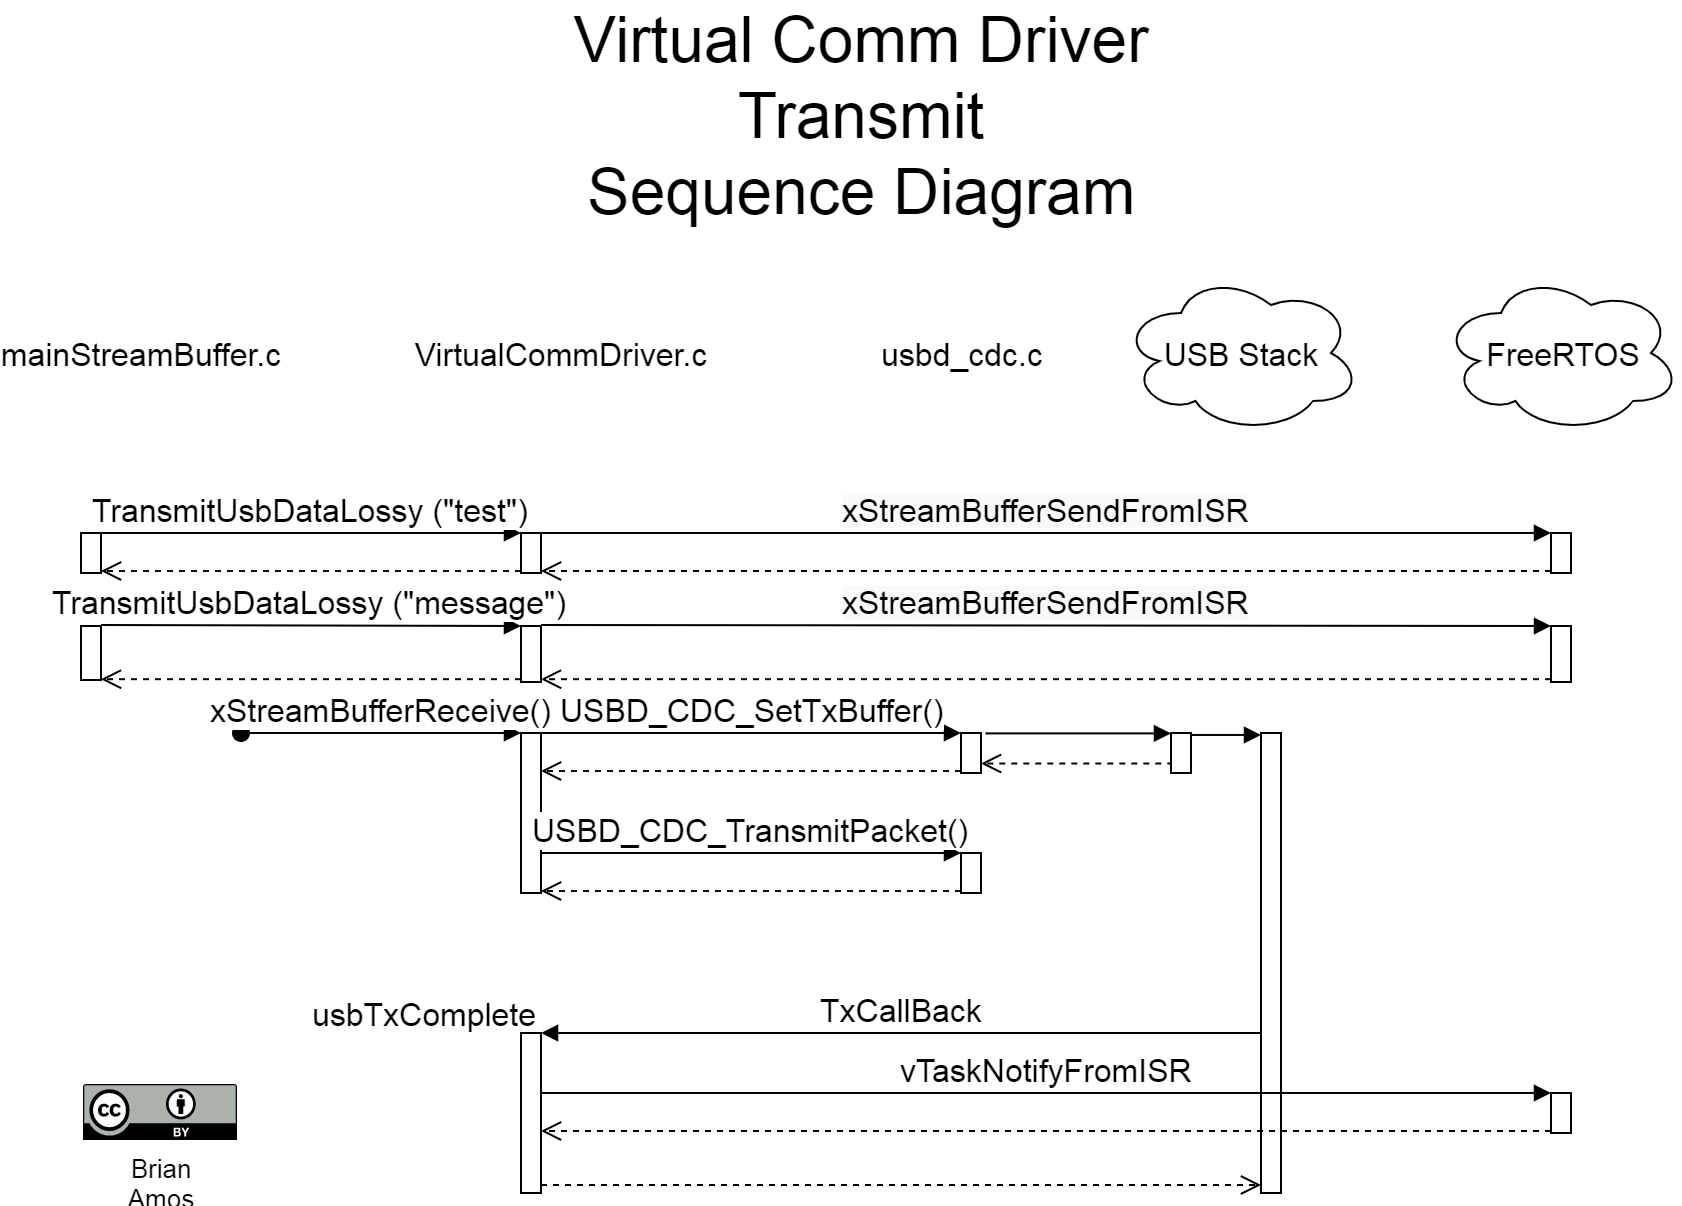 Virtual Comm Driver
Transmit
Sequence Diagram
mainStreamBuffer.c
VirtualCommDriver.c
usbd_cdc.c
USB Stack
FreeRTOS
TransmitUsbDataLossy ("test")
xStreamBufferSendFromISR
TransmitUsbDataLossy ("message")
xStreamBufferSendFromISR
xStreamBufferReceive()
USBD_CDC_SetTxBuffer()
USBD_CDC_TransmitPacket()
usbTxComplete
TxCallBack
vTaskNotifyFromISR
cc
BY
Brian
Amos